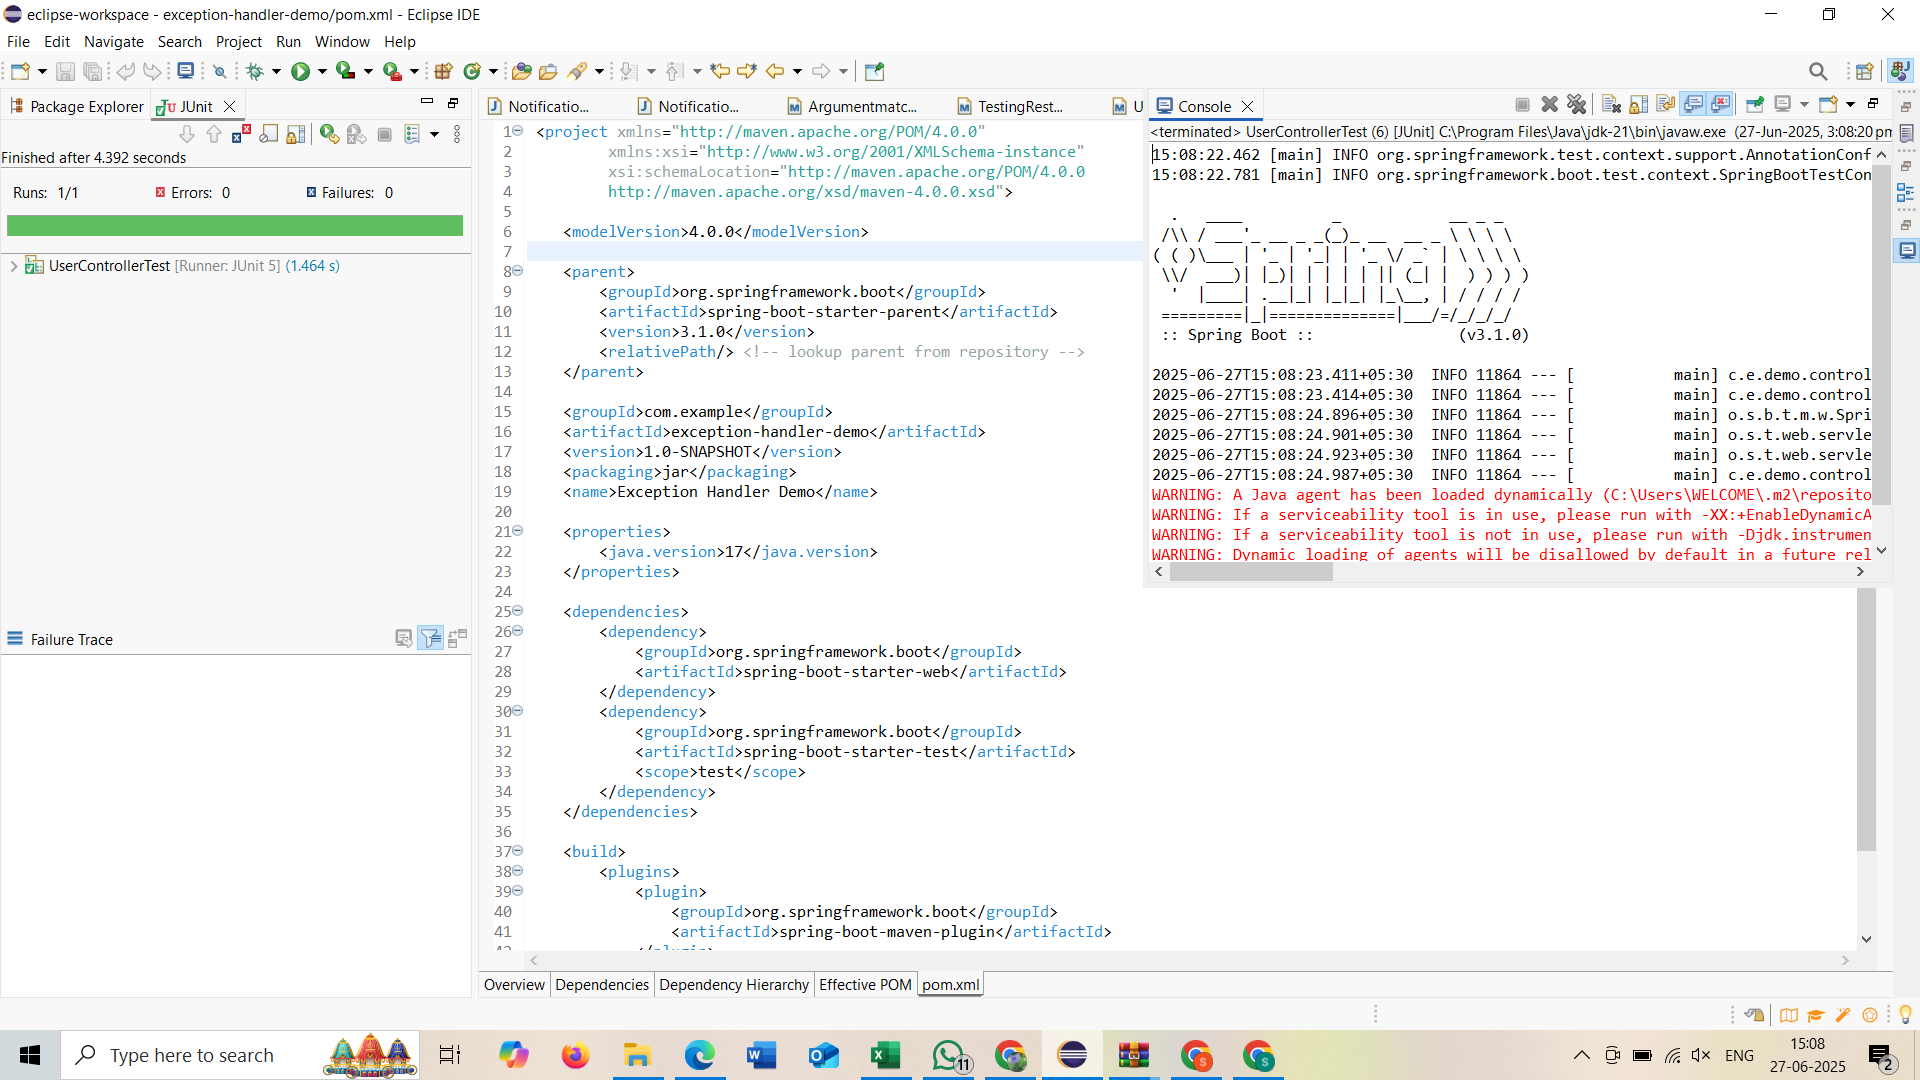 eclipse-workspace - exception-handler-demo/pom.xml - Eclipse IDE
File Edit Navigate Search Project Run Window Help
Package Explorer
JUnit
Finished after 4.392 seconds
Runs: 1/1 Errors: 0 Failures: 0
UserControllerTest [Runner: JUnit 5] (1.464 s)
Failure Trace
Notificatio...
Notificatio...
Argumentmatc...
TestingRest...
U
1 <project xmlns="http://maven.apache.org/POM/4.0.0"
2 xmlns:xsi="http://www.w3.org/2001/XMLSchema-instance"
3 xsi:schemaLocation="http://maven.apache.org/POM/4.0.0
4 http://maven.apache.org/xsd/maven-4.0.0.xsd">
5
6 <modelVersion>4.0.0</modelVersion>
7
8 <parent>
9 <groupId>org.springframework.boot</groupId>
10 <artifactId>spring-boot-starter-parent</artifactId>
11 <version>3.1.0</version>
12 <relativePath/> <!-- lookup parent from repository -->
13 </parent>
14
15 <groupId>com.example</groupId>
16 <artifactId>exception-handler-demo</artifactId>
17 <version>1.0-SNAPSHOT</version>
18 <packaging>jar</packaging>
19 <name>Exception Handler Demo</name>
20
21 <properties>
22 <java.version>17</java.version>
23 </properties>
24
25 <dependencies>
26 <dependency>
27 <groupId>org.springframework.boot</groupId>
28 <artifactId>spring-boot-starter-web</artifactId>
29 </dependency>
30 <dependency>
31 <groupId>org.springframework.boot</groupId>
32 <artifactId>spring-boot-starter-test</artifactId>
33 <scope>test</scope>
34 </dependency>
35 </dependencies>
36
37 <build>
38 <plugins>
39 <plugin>
40 <groupId>org.springframework.boot</groupId>
41 <artifactId>spring-boot-maven-plugin</artifactId>
Overview Dependencies Dependency Hierarchy Effective POM pom.xml
Console
<terminated> UserControllerTest (6) [JUnit] C:\Program Files\Java\jdk-21\bin\javaw.exe (27-Jun-2025, 3:08:20 pm
15:08:22.462 [main] INFO org.springframework.test.context.support.AnnotationConf
15:08:22.781 [main] INFO org.springframework.boot.test.context.SpringBootTestCon
:: Spring Boot :: (v3.1.0)
2025-06-27T15:08:23.411+05:30 INFO 11864 --- [ main] c.e.demo.control
2025-06-27T15:08:23.414+05:30 INFO 11864 --- [ main] c.e.demo.control
2025-06-27T15:08:24.896+05:30 INFO 11864 --- [ main] o.s.b.t.m.w.Spri
2025-06-27T15:08:24.901+05:30 INFO 11864 --- [ main] o.s.t.web.servle
2025-06-27T15:08:24.923+05:30 INFO 11864 --- [ main] o.s.t.web.servle
2025-06-27T15:08:24.987+05:30 INFO 11864 --- [ main] c.e.demo.control
WARNING: A Java agent has been loaded dynamically (C:\Users\WELCOME\.m2\reposito
WARNING: If a serviceability tool is in use, please run with -XX:+EnableDynamicA
WARNING: If a serviceability tool is not in use, please run with -Djdk.instrumen
WARNING: Dynamic loading of agents will be disallowed by default in a future rel
Type here to search
11
ENG
15:08
27-06-2025
2